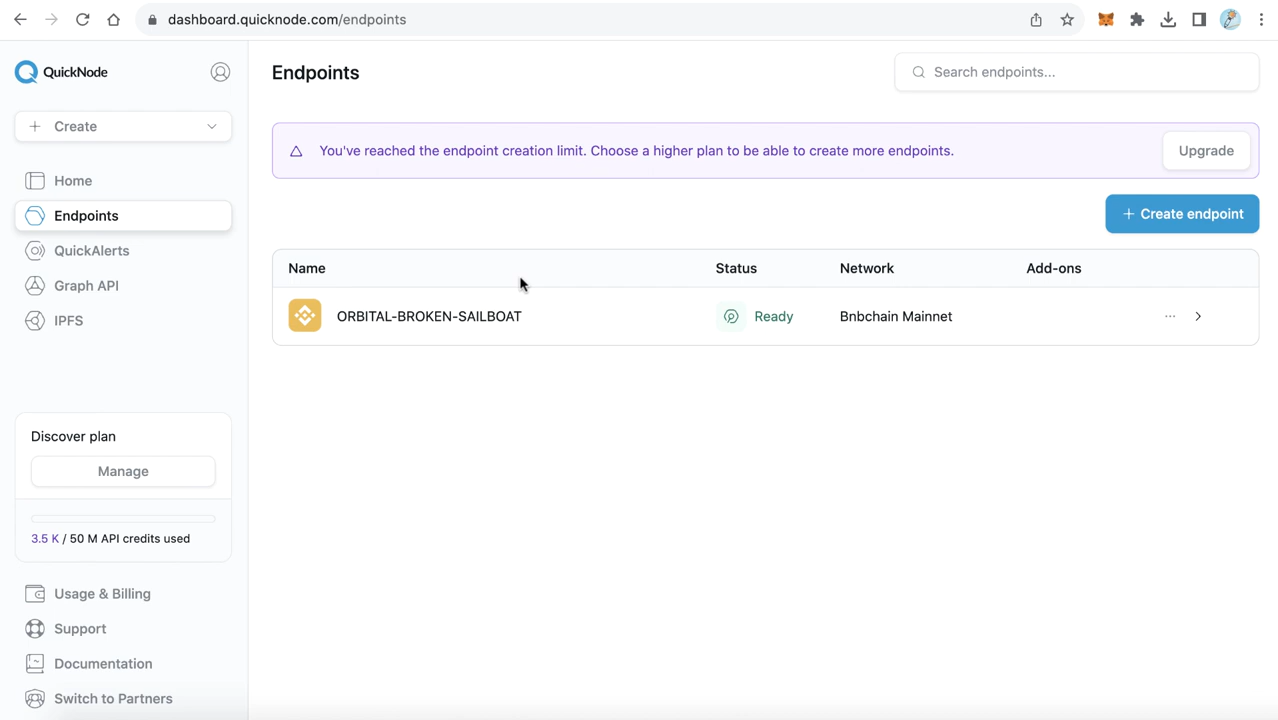 dashboard.quicknode.com/endpoints
QuickNode
Endpoints
Search endpoints...
Create
You've reached the endpoint creation limit. Choose a higher plan to be able to create more endpoints.
Upgrade
Home
Endpoints
+ Create endpoint
QuickAlerts
Graph API
IPFS
Name Status Network Add-ons
ORBITAL-BROKEN-SAILBOAT Ready Bnbchain Mainnet
Discover plan
Manage
3.5 K / 50 M API credits used
Usage & Billing
Support
Documentation
Switch to Partners